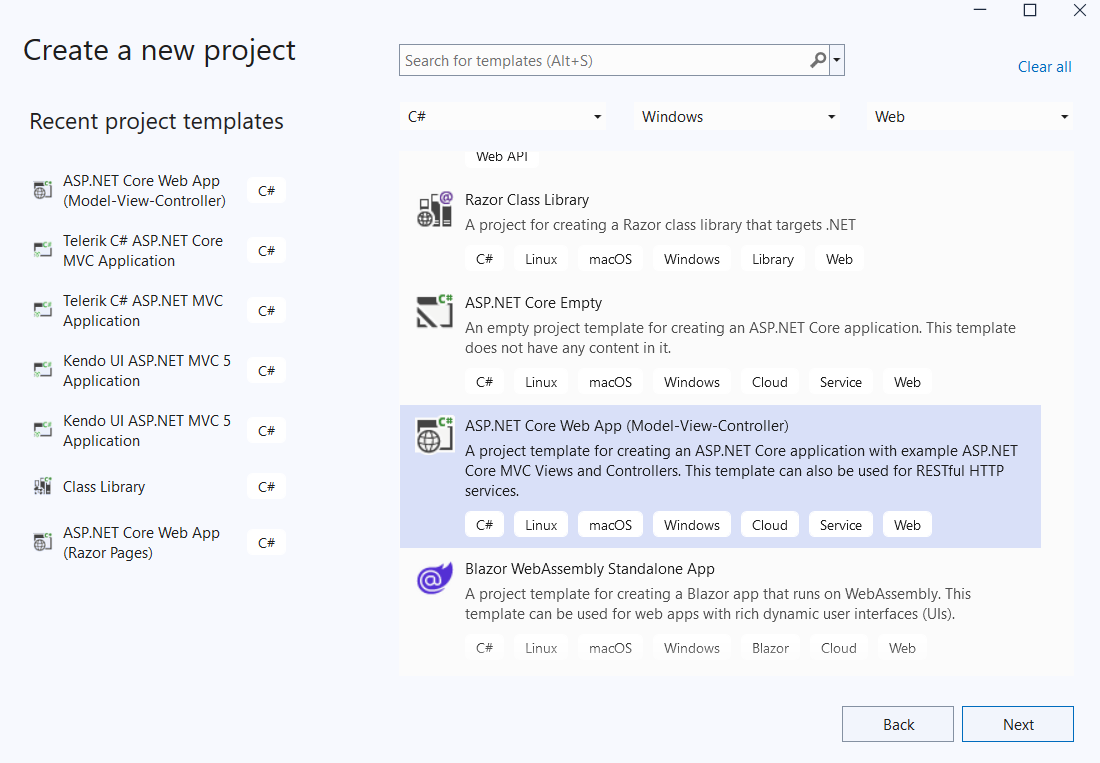 Create a new project
Search for templates (Alt+S)
Clear all
C#
Windows
Web
Recent project templates
ASP.NET Core Web App
(Model-View-Controller)
C#
Telerik C# ASP.NET Core
MVC Application
C#
Telerik C# ASP.NET MVC
Application
C#
Kendo UI ASP.NET MVC 5
Application
C#
Kendo UI ASP.NET MVC 5
Application
C#
Class Library
C#
ASP.NET Core Web App
(Razor Pages)
C#
Web API
Razor Class Library
A project for creating a Razor class library that targets .NET
C# Linux macOS Windows Library Web
ASP.NET Core Empty
An empty project template for creating an ASP.NET Core application. This template
does not have any content in it.
C# Linux macOS Windows Cloud Service Web
ASP.NET Core Web App (Model-View-Controller)
A project template for creating an ASP.NET Core application with example ASP.NET
Core MVC Views and Controllers. This template can also be used for RESTful HTTP
services.
C# Linux macOS Windows Cloud Service Web
Blazor WebAssembly Standalone App
A project template for creating a Blazor app that runs on WebAssembly. This
template can be used for web apps with rich dynamic user interfaces (UIs).
C# Linux macOS Windows Blazor Cloud Web
Back
Next